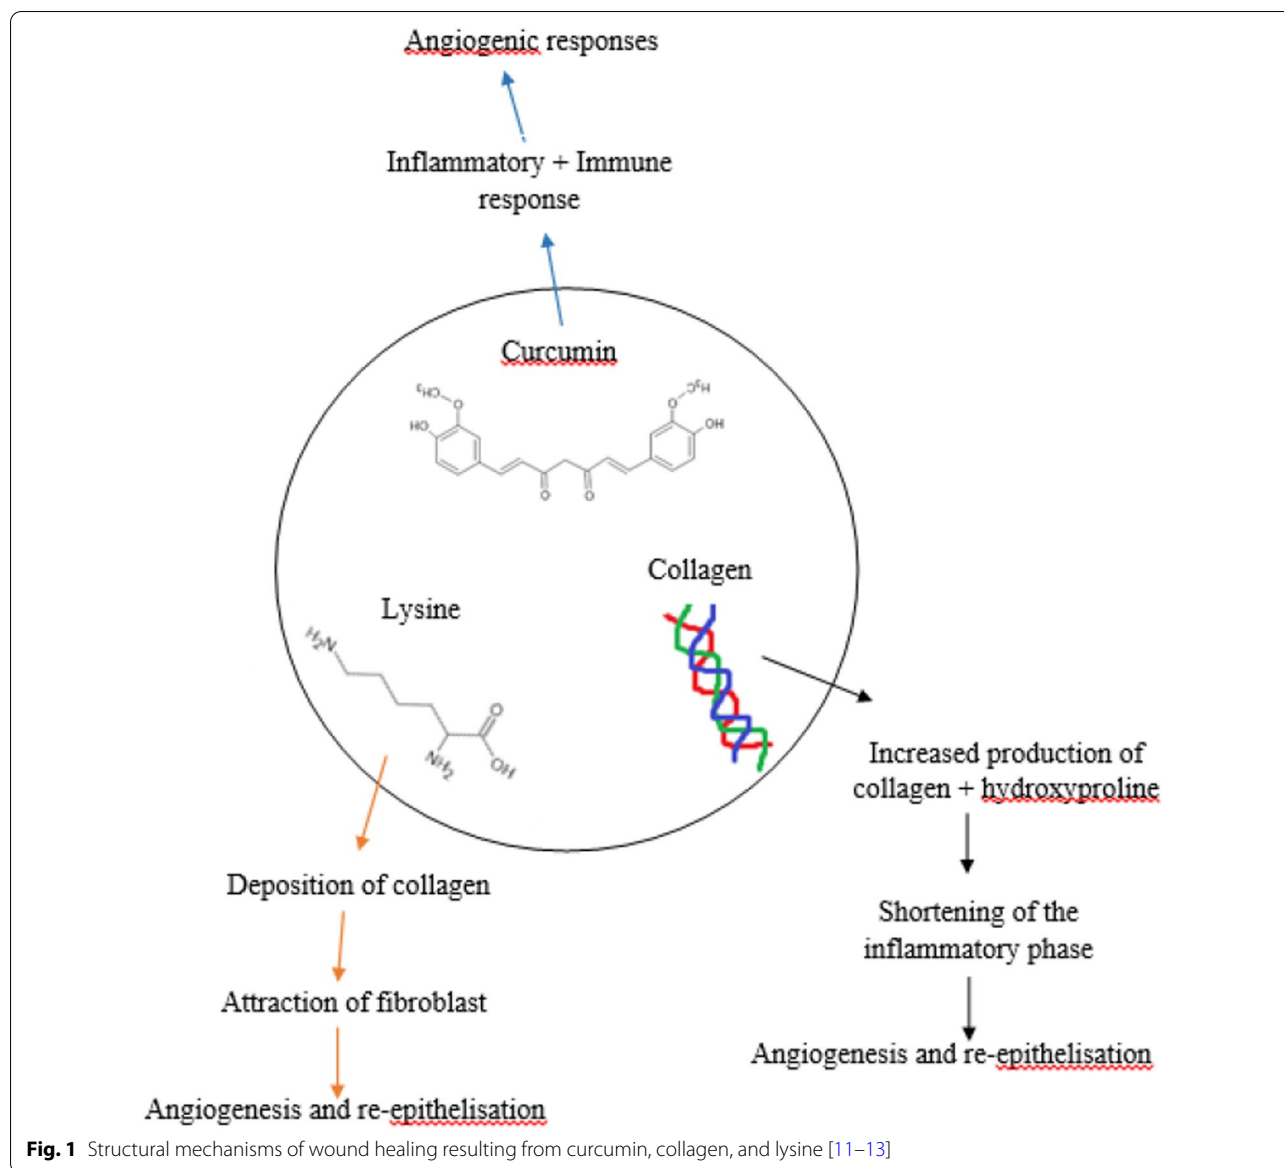 Angiogenic responses
Inflammatory + Immune
response
Curcumin
CH₃
O
HO
H₃C
O
OH
O
O
Collagen
Lysine
H₂N
O
NH₂
OH
Increased production of
collagen + hydroxyproline
Deposition of collagen
Shortening of the
inflammatory phase
Attraction of fibroblast
Angiogenesis and re-epithelisation
Angiogenesis and re-epithelisation
Fig. 1 Structural mechanisms of wound healing resulting from curcumin, collagen, and lysine [11–13]